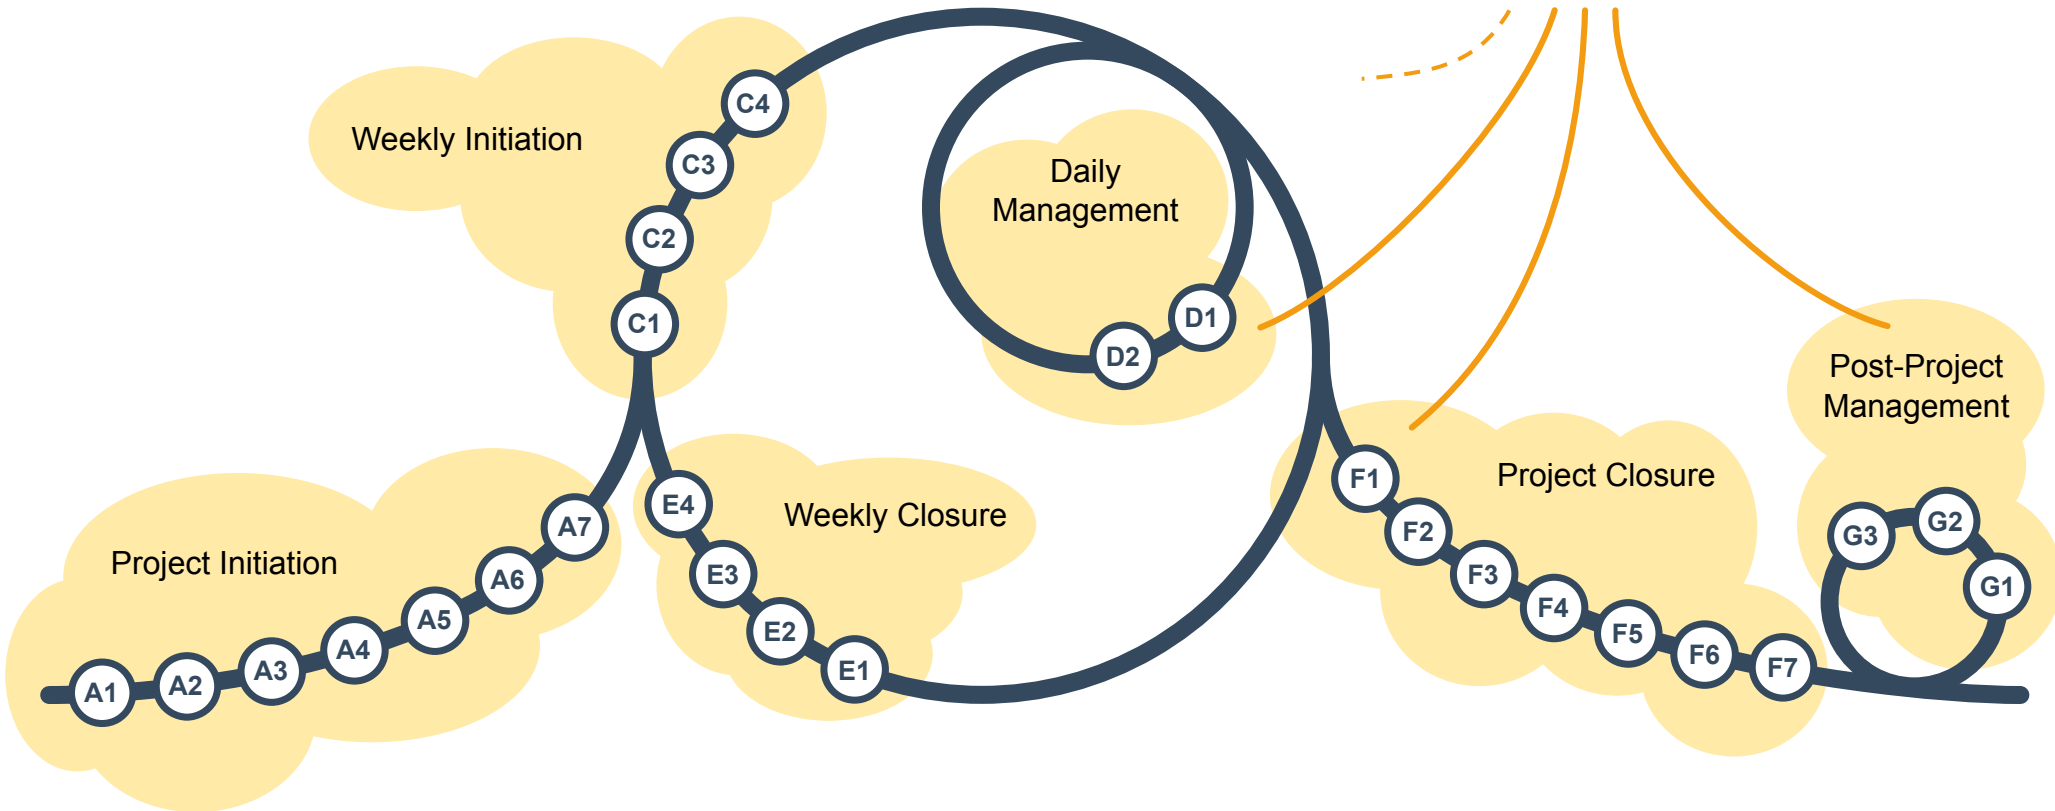 Weekly Initiation
C4
C3
C2
C1
Daily
Management
D1
D2
Project Initiation
A1
A2
A3
A4
A5
A6
A7
Weekly Closure
E4
E3
E2
E1
Project Closure
F1
F2
F3
F4
F5
F6
F7
Post-Project
Management
G3
G2
G1